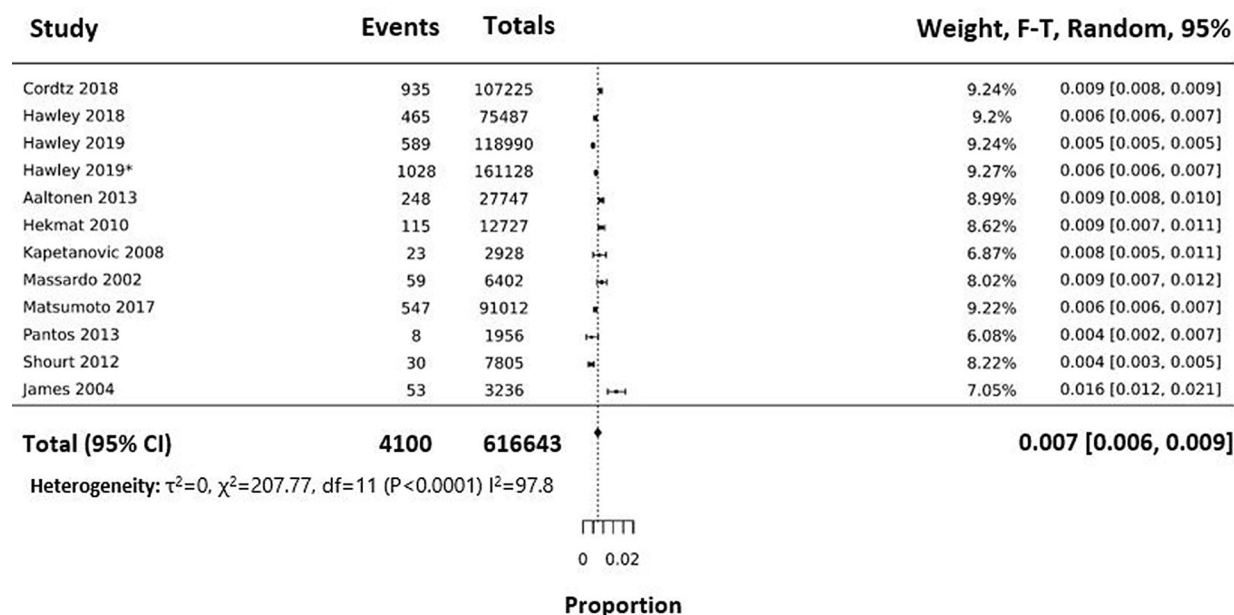 Study Events Totals Weight, F-T, Random, 95%
Cordtz 2018 935 107225 9.24% 0.009 [0.008, 0.009]
Hawley 2018 465 75487 9.2% 0.006 [0.006, 0.007]
Hawley 2019 589 118990 9.24% 0.005 [0.005, 0.005]
Hawley 2019* 1028 161128 9.27% 0.006 [0.006, 0.007]
Aaltonen 2013 248 27747 8.99% 0.009 [0.008, 0.010]
Hekmat 2010 115 12727 8.62% 0.009 [0.007, 0.011]
Kapetanovic 2008 23 2928 6.87% 0.008 [0.005, 0.011]
Massardo 2002 59 6402 8.02% 0.009 [0.007, 0.012]
Matsumoto 2017 547 91012 9.22% 0.006 [0.006, 0.007]
Pantos 2013 8 1956 6.08% 0.004 [0.002, 0.007]
Shourt 2012 30 7805 8.22% 0.004 [0.003, 0.005]
James 2004 53 3236 7.05% 0.016 [0.012, 0.021]
Total (95% CI) 4100 616643 0.007 [0.006, 0.009]
Heterogeneity: τ²=0, χ²=207.77, df=11 (P<0.0001) I²=97.8
0 0.02
Proportion